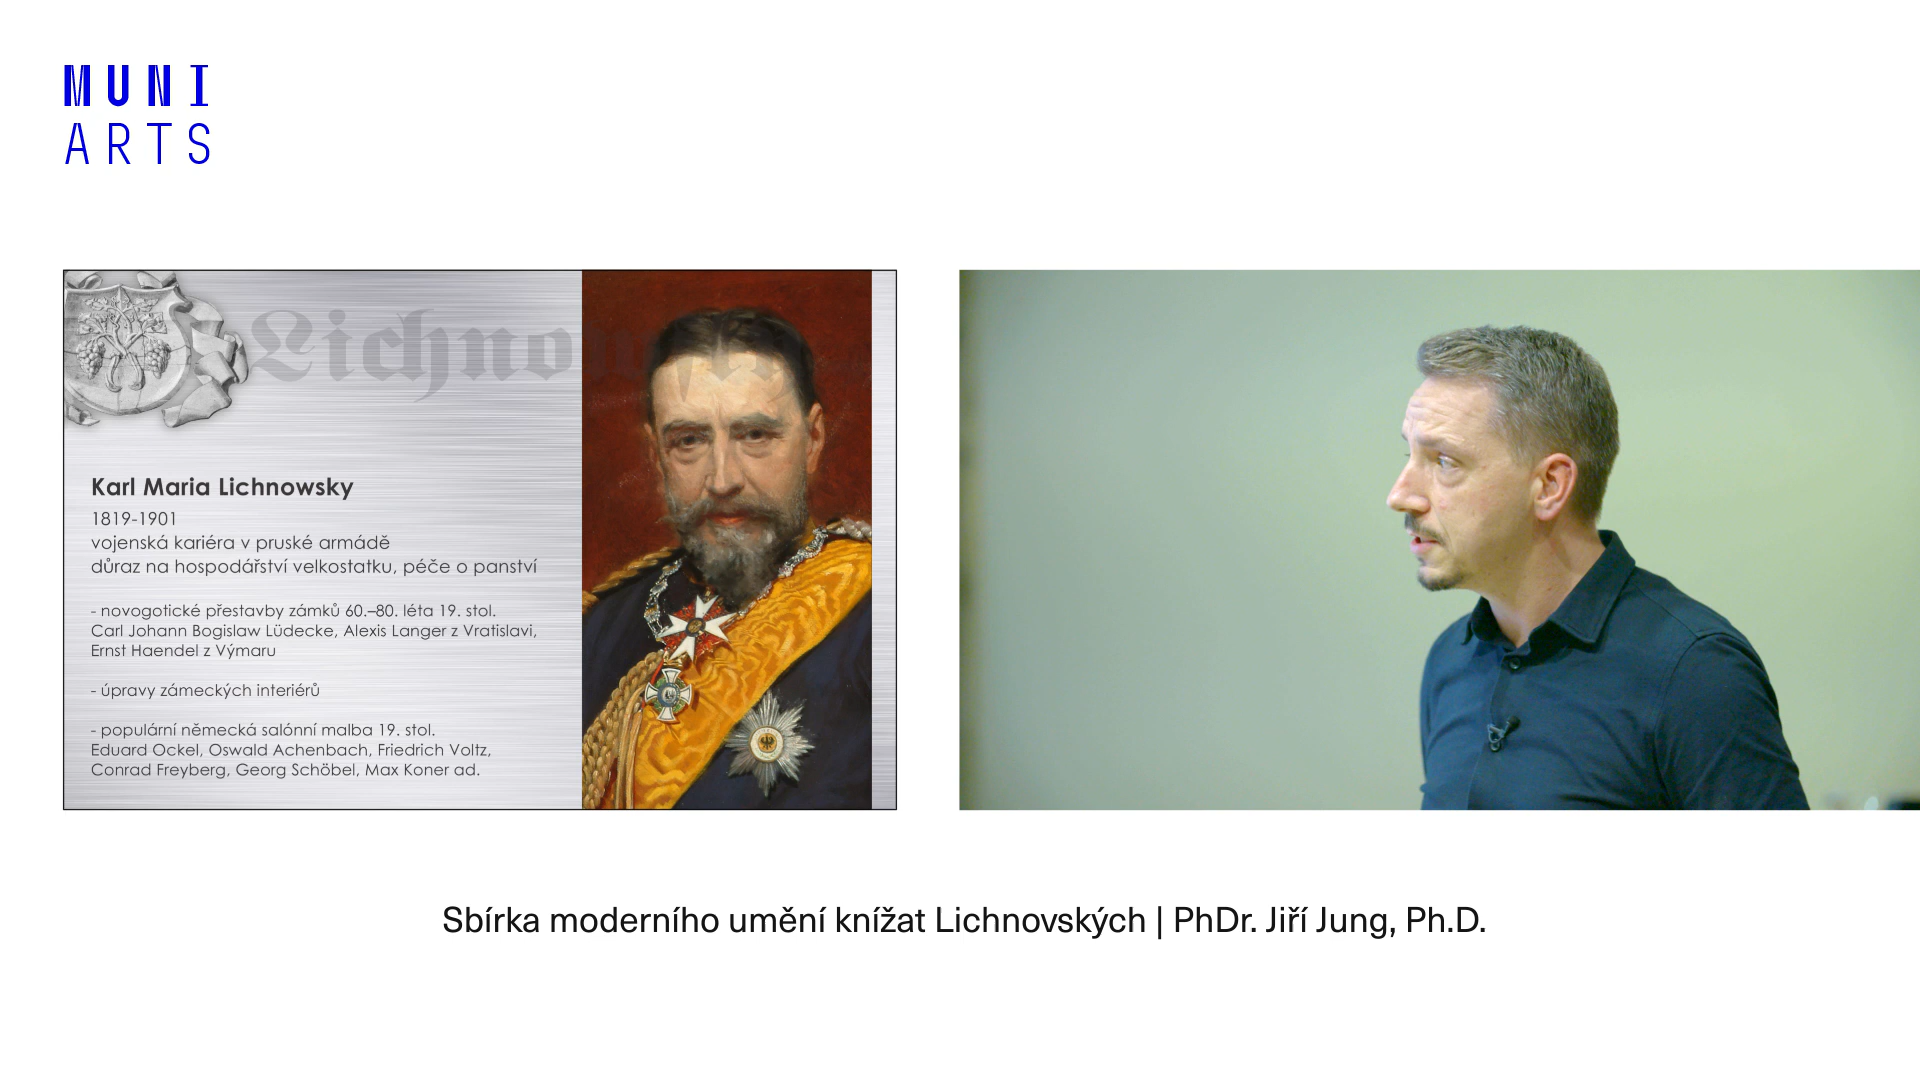 MUNI
ARTS
Lichno
Karl Maria Lichnowsky
1819-1901
vojenská kariéra v pruské armádě
důraz na hospodářství velkostatku, péče o panství
- novogotické přestavby zámků 60.–80. léta 19. stol.
Carl Johann Bogislaw Lüdecke, Alexis Langer z Vratislavi,
Ernst Haendel z Výmaru
- úpravy zámeckých interiérů
- populární německá salónní malba 19. stol.
Eduard Ockel, Oswald Achenbach, Friedrich Voltz,
Conrad Freyberg, Georg Schöbel, Max Koner ad.
Sbírka moderního umění knížat Lichnovských | PhDr. Jiří Jung, Ph.D.